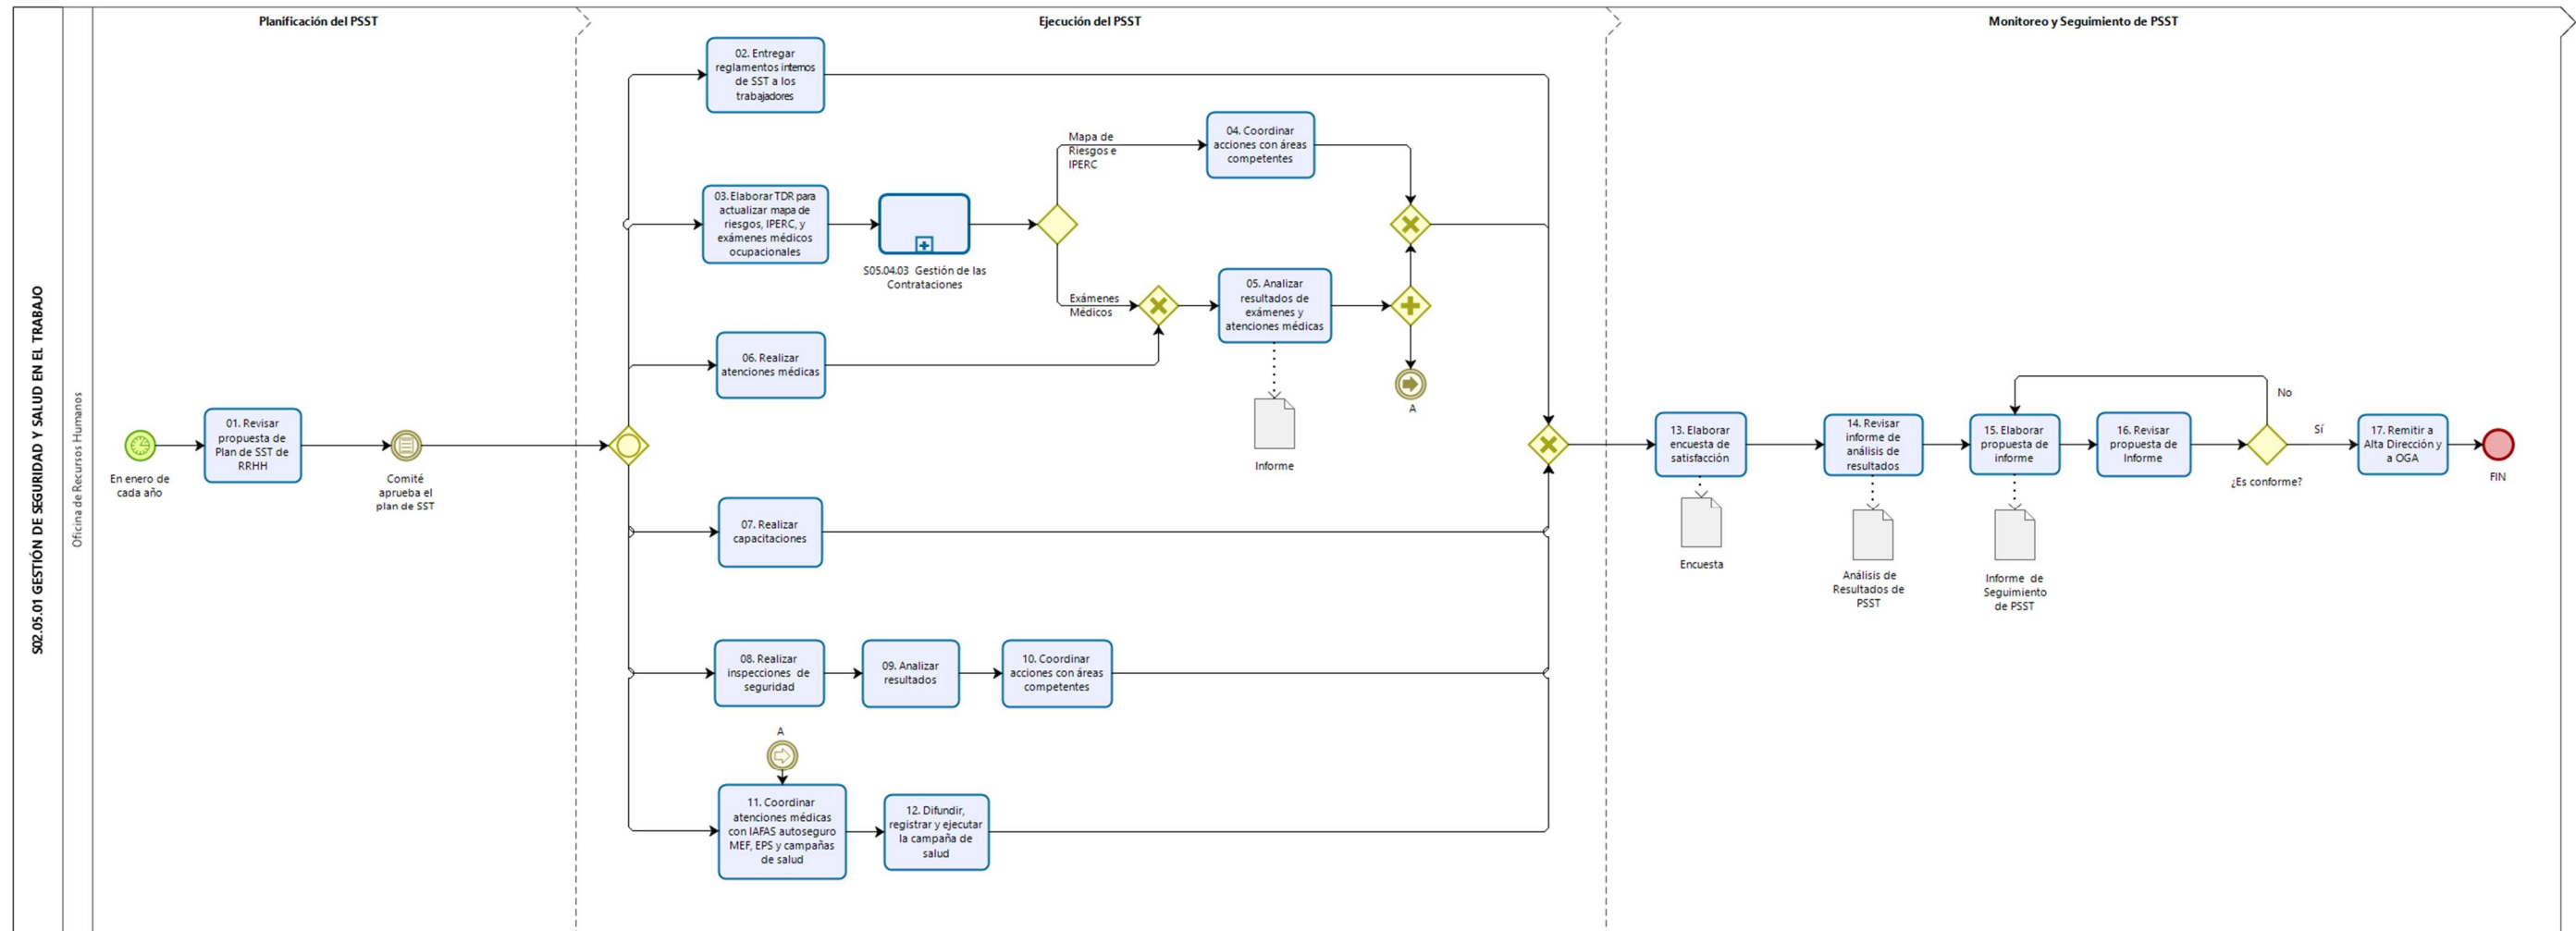 S02.05.01 GESTIÓN DE SEGURIDAD Y SALUD EN EL TRABAJO
Oficina de Recursos Humanos
Planificación del PSST
Ejecución del PSST
Monitoreo y Seguimiento de PSST
En enero de
cada año
01. Revisar
propuesta de
Plan de SST de
RRHH
Comité
aprueba el
plan de SST
02. Entregar
reglamentos internos
de SST a los
trabajadores
03. Elaborar TDR para
actualizar mapa de
riesgos, IPERC, y
exámenes médicos
ocupacionales
S05.04.03 Gestión de las
Contrataciones
Mapa de
Riesgos e
IPERC
04. Coordinar
acciones con áreas
competentes
Exámenes
Médicos
05. Analizar
resultados de
exámenes y
atenciones médicas
Informe
A
06. Realizar
atenciones médicas
07. Realizar
capacitaciones
08. Realizar
inspecciones de
seguridad
09. Analizar
resultados
10. Coordinar
acciones con áreas
competentes
A
11. Coordinar
atenciones médicas
con IAFAS autoseguro
MEF, EPS y campañas
de salud
12. Difundir,
registrar y ejecutar
la campaña de
salud
13. Elaborar
encuesta de
satisfacción
Encuesta
14. Revisar
informe de
análisis de
resultados
Análisis de
Resultados de
PSST
15. Elaborar
propuesta de
informe
Informe de
Seguimiento
de PSST
16. Revisar
propuesta de
Informe
¿Es conforme?
No
Sí
17. Remitir a
Alta Dirección y
a OGA
FIN